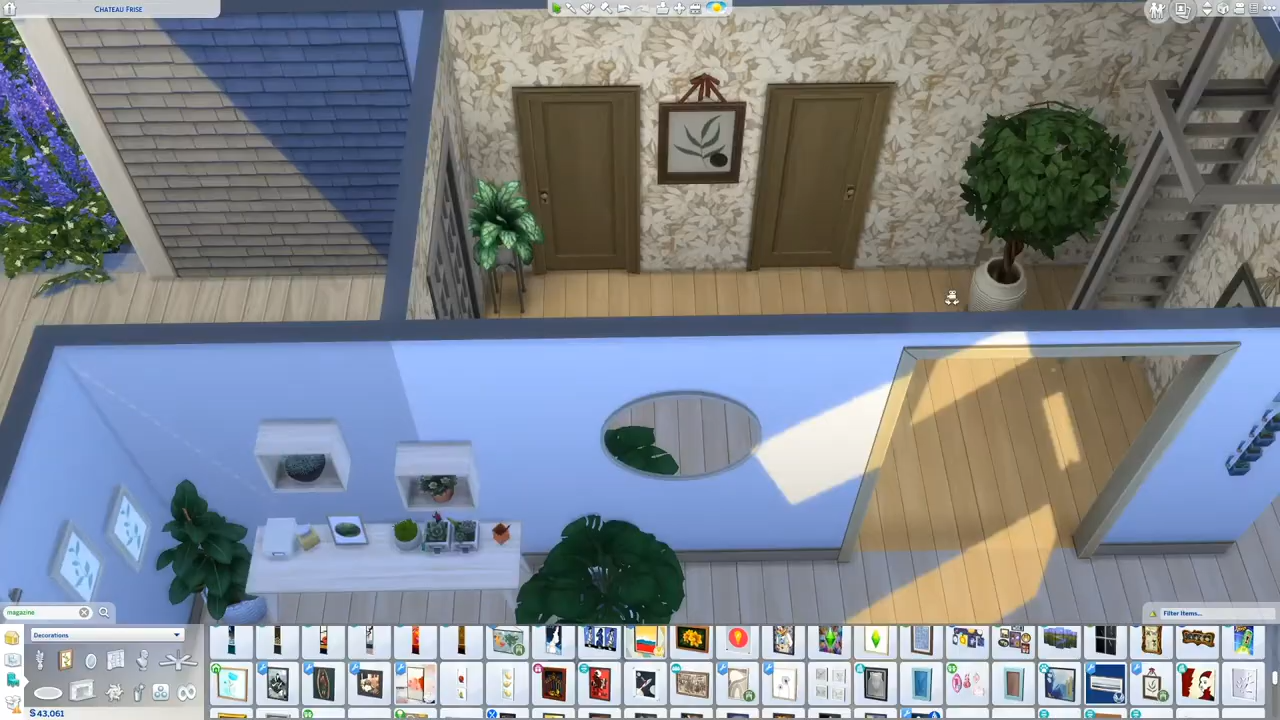 CHATEAU FRISE
magazine
Filter Items...
Decorations
§43,061